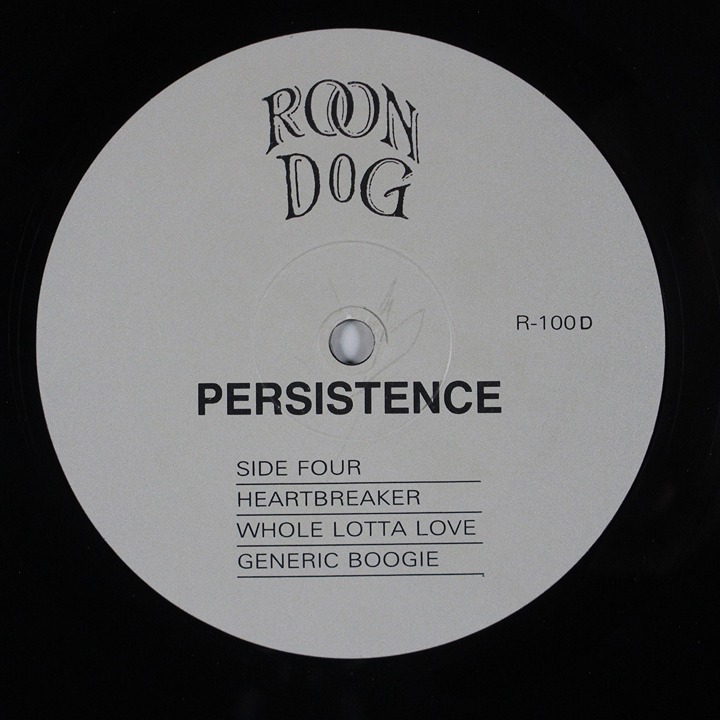 ROON
DOG
R-100D
PERSISTENCE
SIDE FOUR
HEARTBREAKER
WHOLE LOTTA LOVE
GENERIC BOOGIE